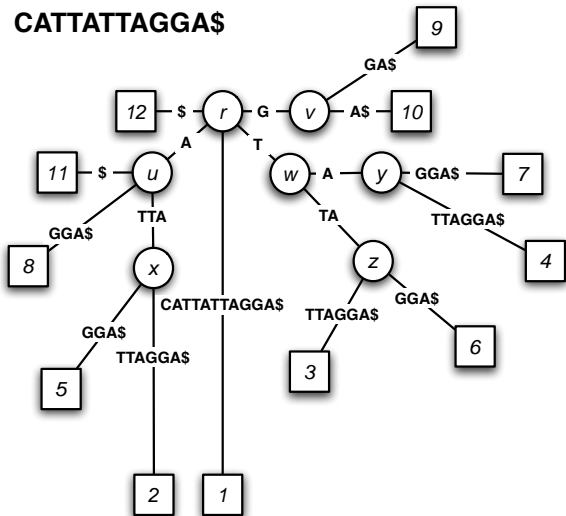 CATTATTAGGA$
9
GA$
12 $ r G v A$ 10
A T
11 $ u w A y GGA$ 7
TTA TA TTAGGA$
GGA$
8 x z 4
CATTATTAGGA$ GGA$
TTAGGA$
GGA$ 6
TTAGGA$
3
5
2 1